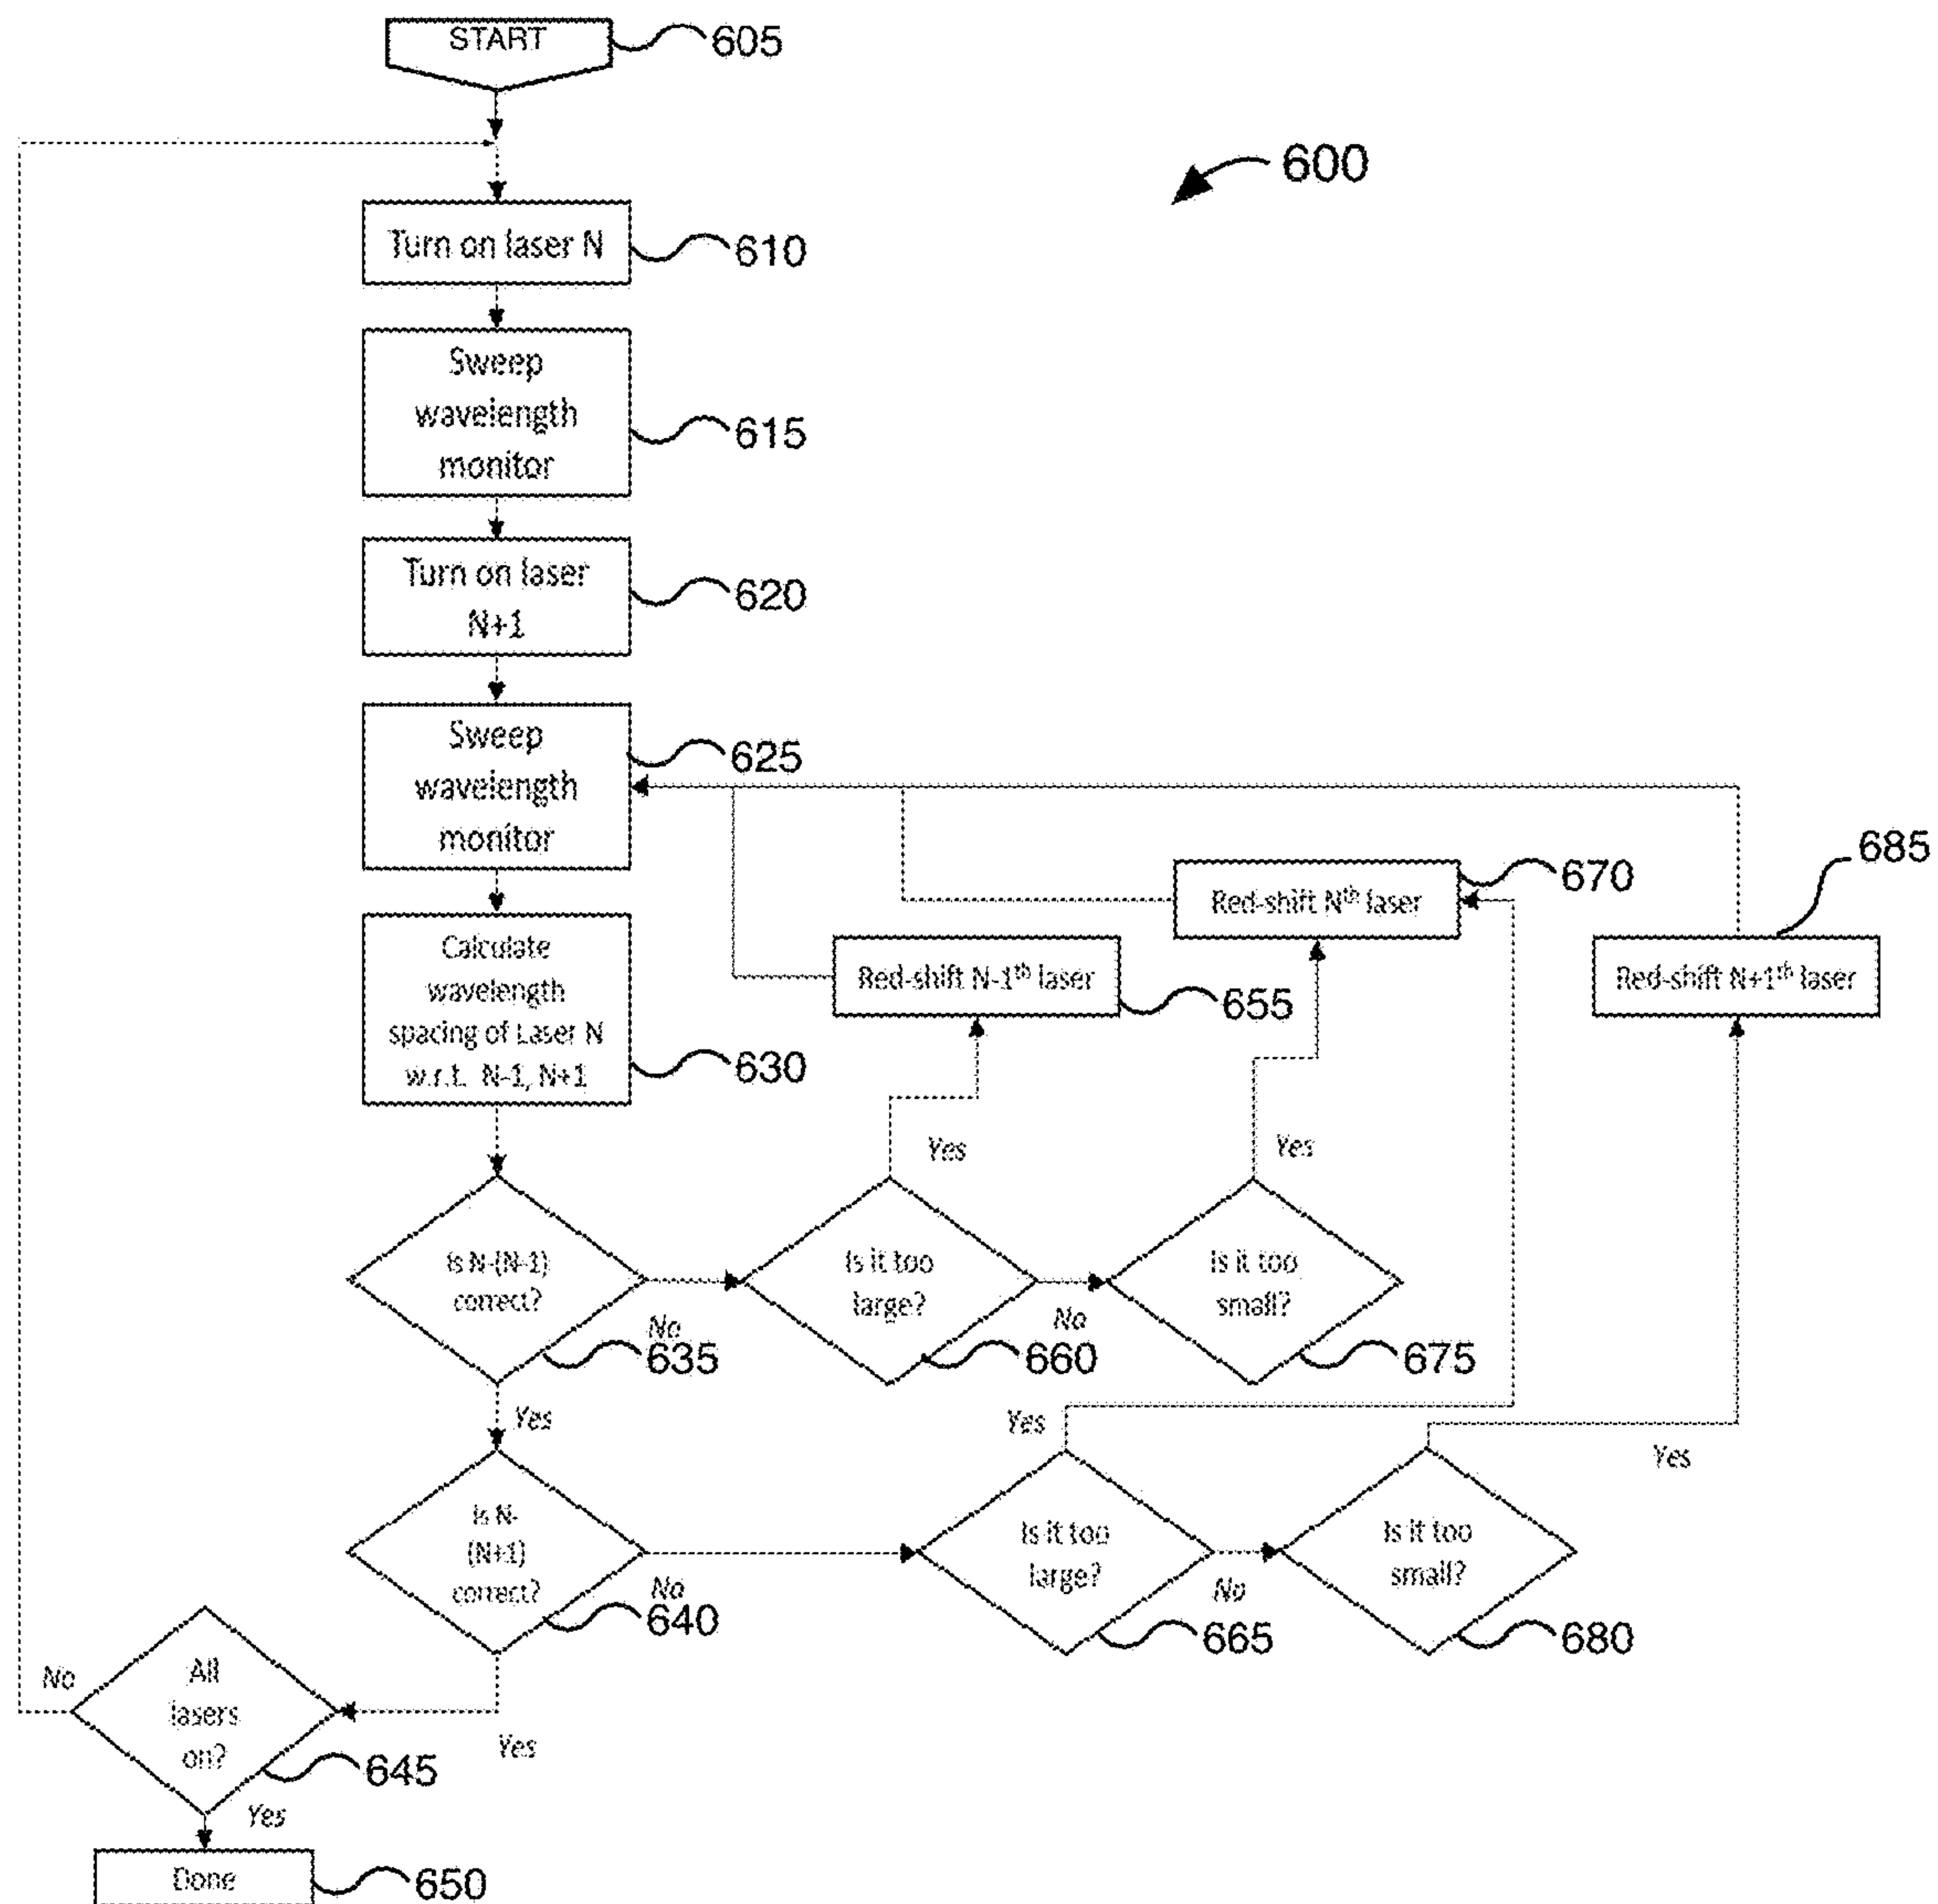 START
605
600
Turn on laser N
610
Sweep
wavelength
monitor
615
Turn on laser
N+1
620
Sweep
wavelength
monitor
625
Calculate
wavelength
spacing of Laser N
w.r.t. N-1, N+1
630
Red-shift N-1th laser
655
Red-shift Nth laser
670
Red-shift N+1th laser
685
Is N-(N-1)
correct?
No
635
Yes
Is it too
large?
Yes
No
660
Is it too
small?
Yes
675
Is N-
(N+1)
correct?
No
640
Yes
Is it too
large?
Yes
No
665
Is it too
small?
Yes
680
All
lasers
on?
No
645
Yes
Done
650